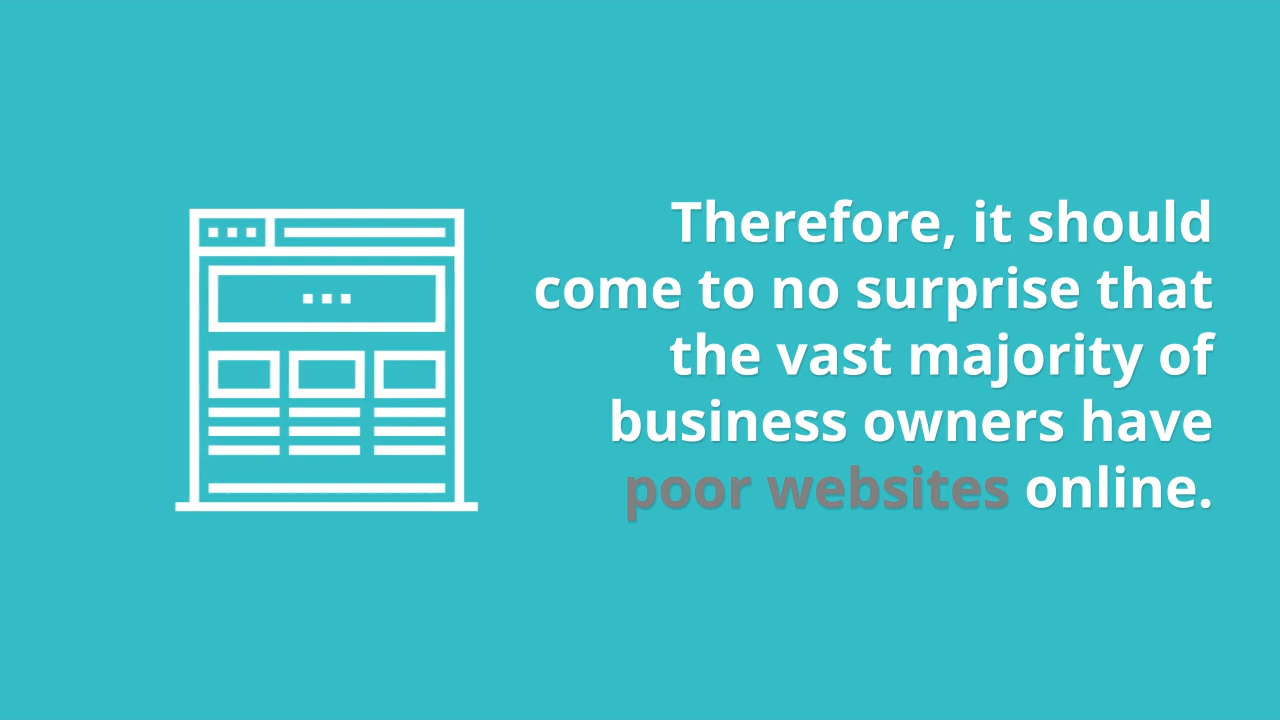 Therefore, it should
come to no surprise that
the vast majority of
business owners have
poor websites online.